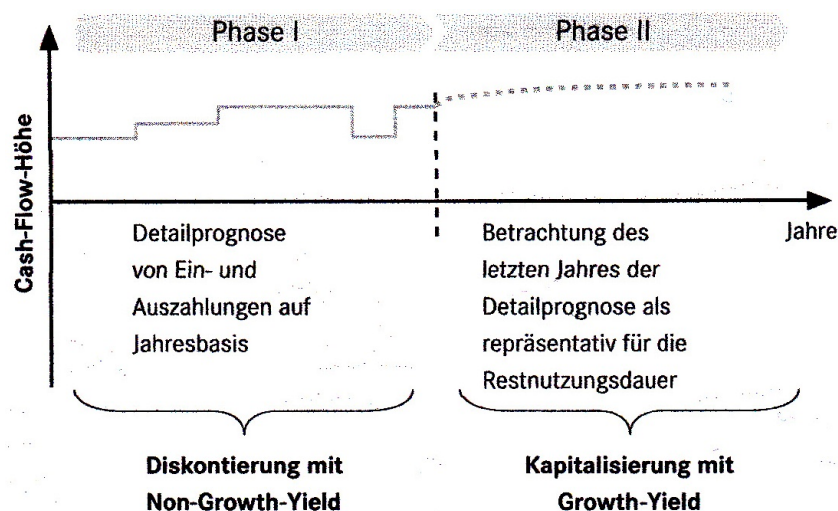 Phase I
Phase II
Cash-Flow-Höhe
Jahre
Detailprognose
von Ein- und
Auszahlungen auf
Jahresbasis
Betrachtung des
letzten Jahres der
Detailprognose als
repräsentativ für die
Restnutzungsdauer
Diskontierung mit
Non-Growth-Yield
Kapitalisierung mit
Growth-Yield